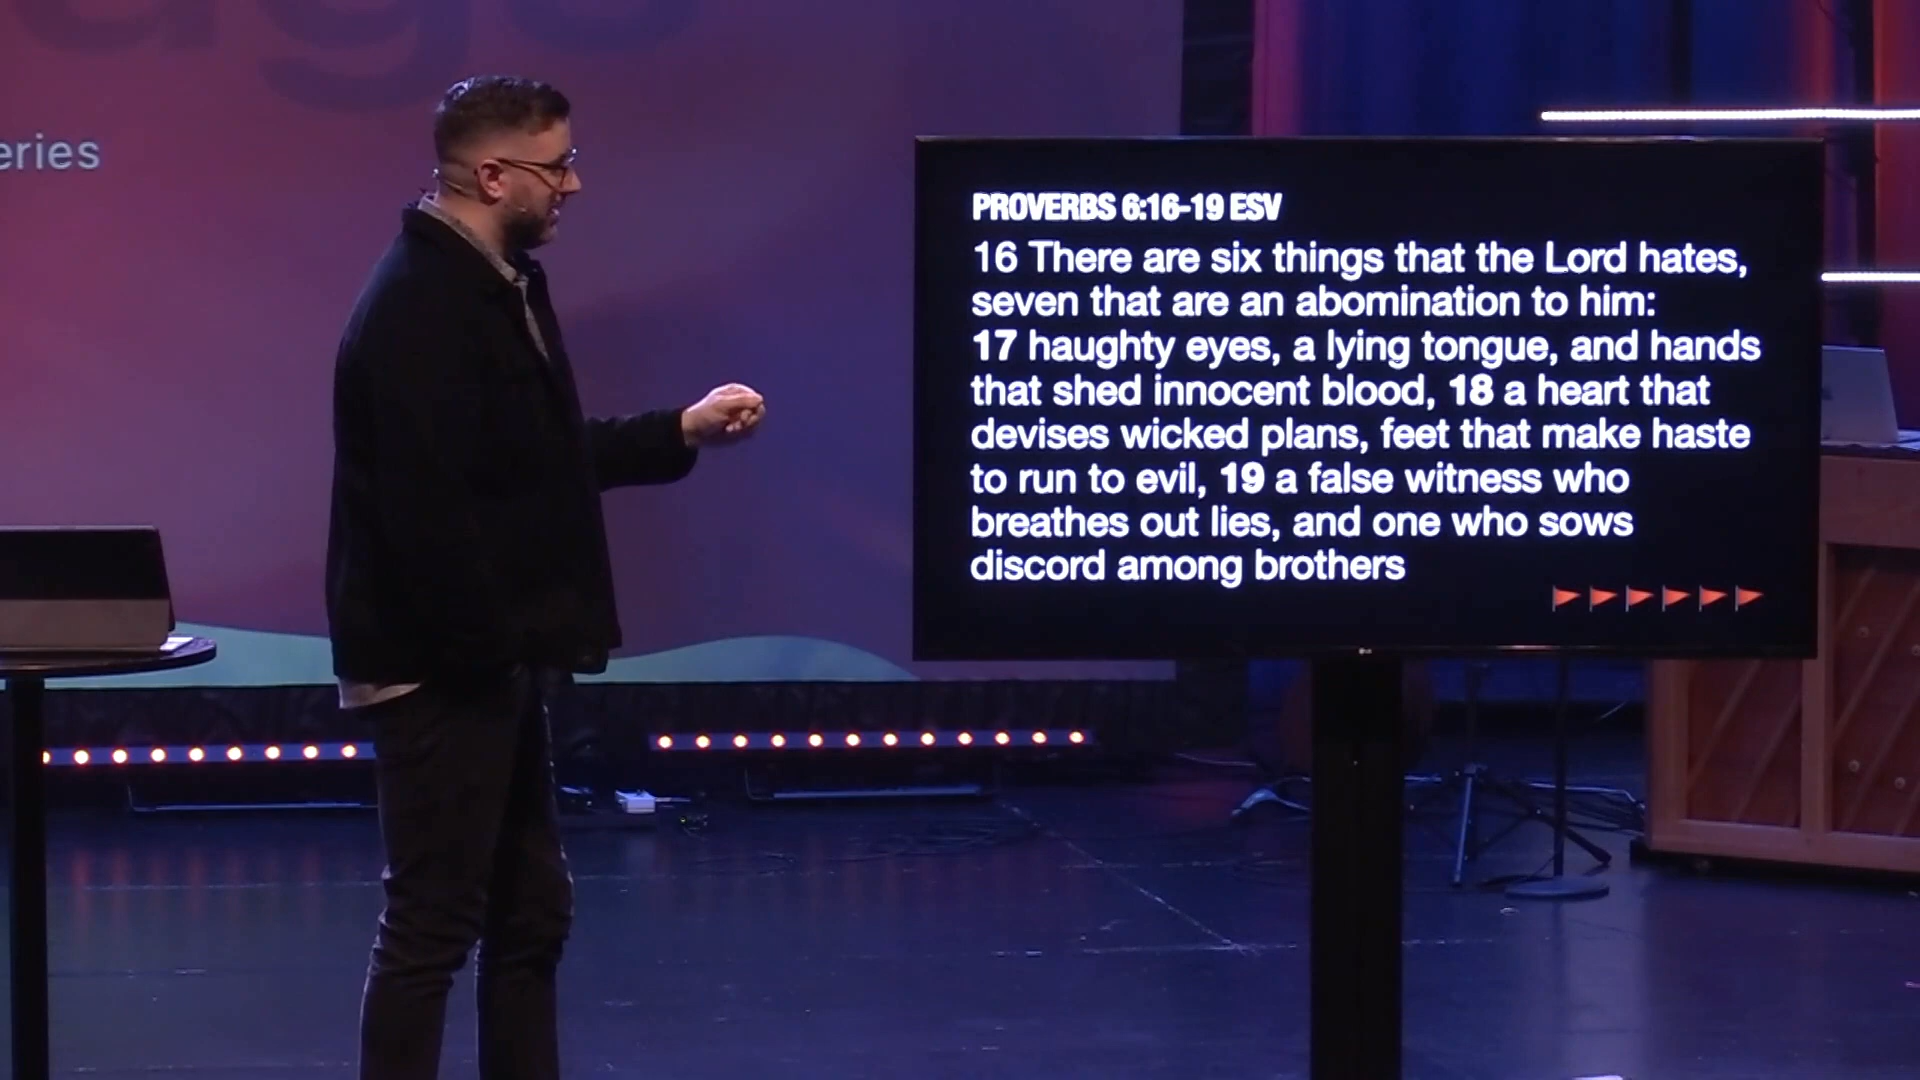 eries
PROVERBS 6:16-19 ESV
16 There are six things that the Lord hates,
seven that are an abomination to him:
17 haughty eyes, a lying tongue, and hands
that shed innocent blood, 18 a heart that
devises wicked plans, feet that make haste
to run to evil, 19 a false witness who
breathes out lies, and one who sows
discord among brothers
LG